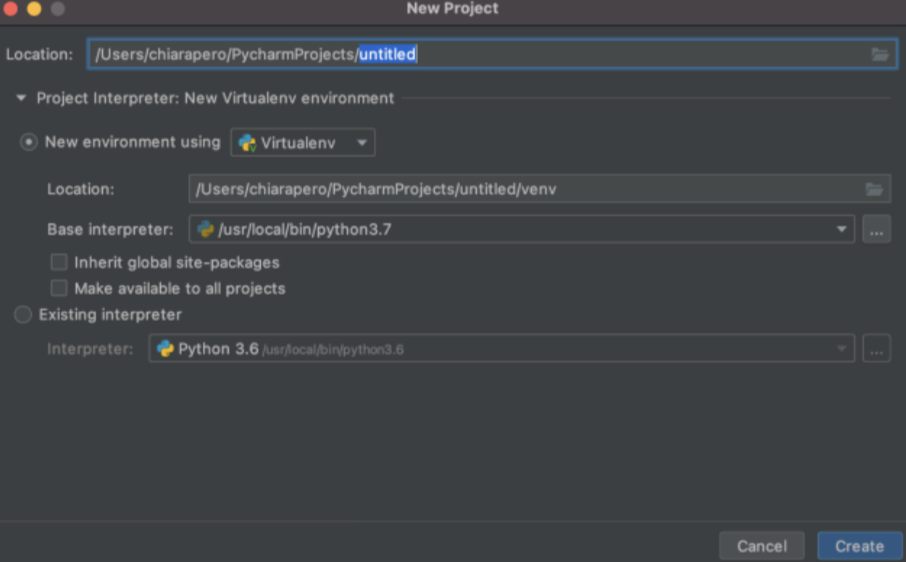 New Project
Location: /Users/chiarapero/PycharmProjects/untitled
Project Interpreter: New Virtualenv environment
New environment using Virtualenv
Location: /Users/chiarapero/PycharmProjects/untitled/venv
Base interpreter: /usr/local/bin/python3.7 ...
Inherit global site-packages
Make available to all projects
Existing interpreter
Interpreter: Python 3.6 /usr/local/bin/python3.6 ...
Cancel Create